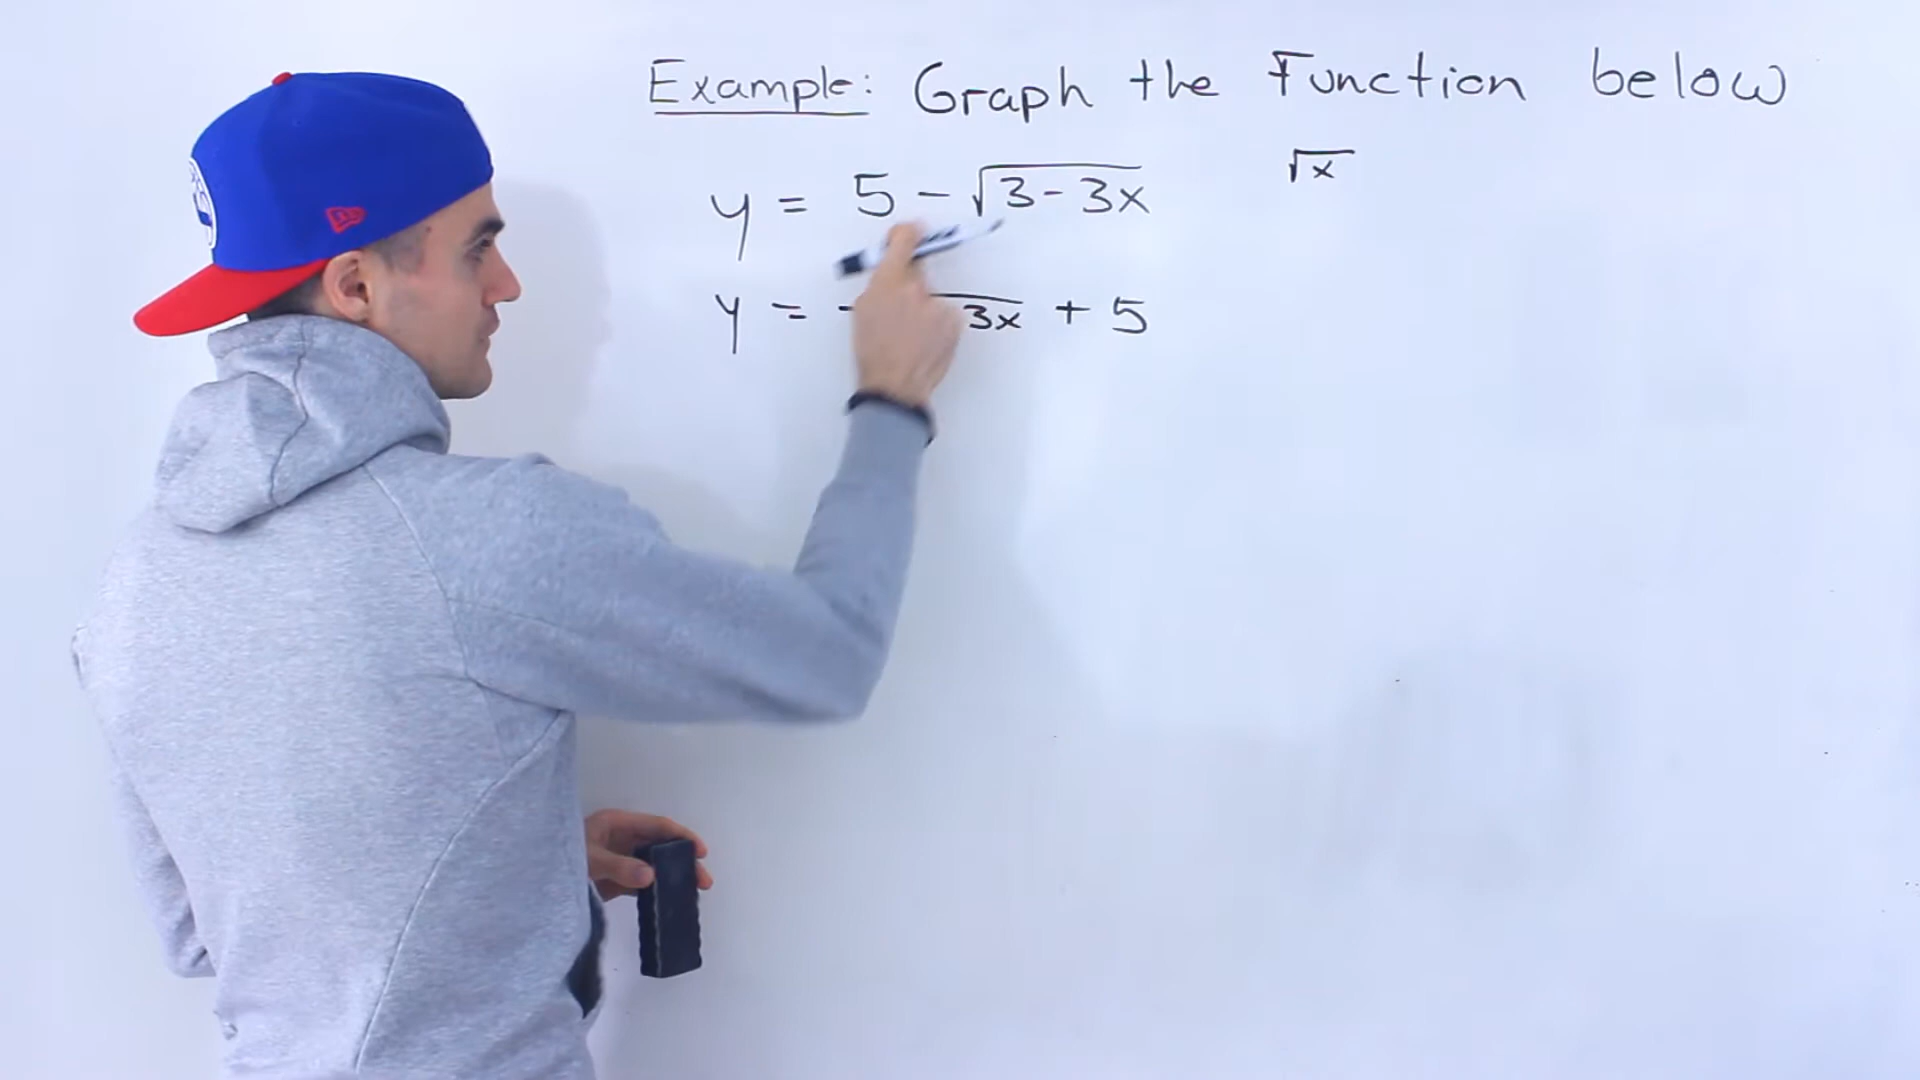 Example: Graph the Function below
√x
y = 5 - √3-3x
y = - 3x + 5